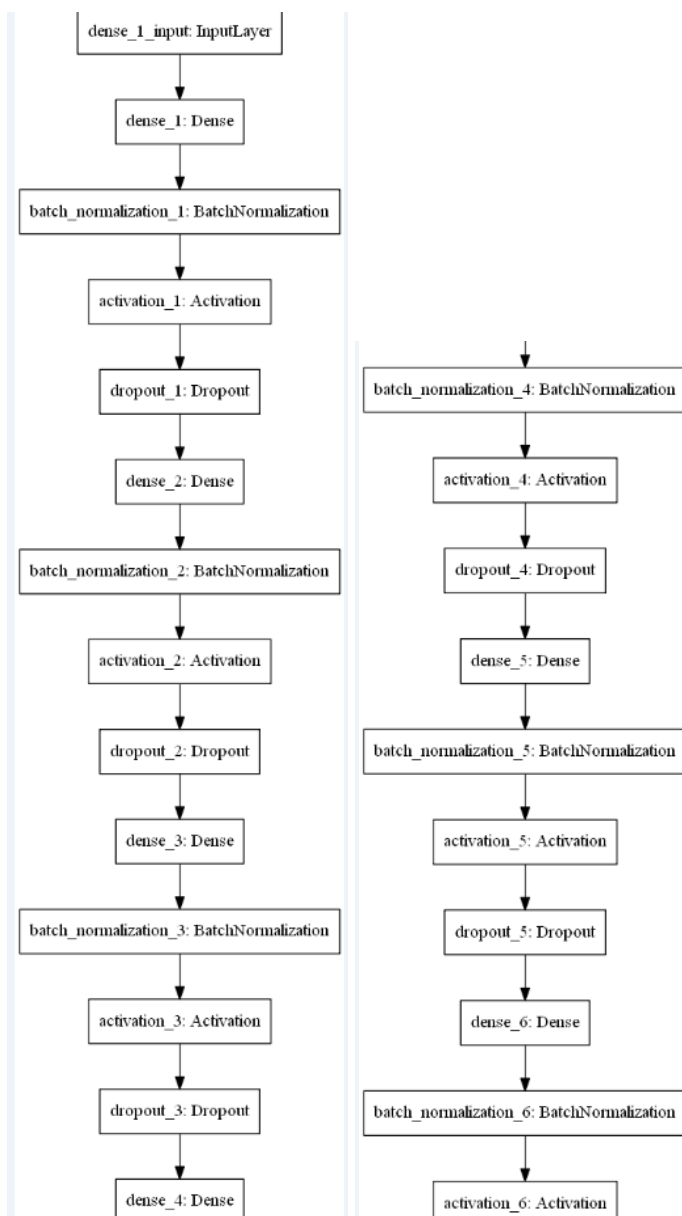 dense_1_input: InputLayer
dense_1: Dense
batch_normalization_1: BatchNormalization
activation_1: Activation
dropout_1: Dropout
dense_2: Dense
batch_normalization_2: BatchNormalization
activation_2: Activation
dropout_2: Dropout
dense_3: Dense
batch_normalization_3: BatchNormalization
activation_3: Activation
dropout_3: Dropout
dense_4: Dense
batch_normalization_4: BatchNormalization
activation_4: Activation
dropout_4: Dropout
dense_5: Dense
batch_normalization_5: BatchNormalization
activation_5: Activation
dropout_5: Dropout
dense_6: Dense
batch_normalization_6: BatchNormalization
activation_6: Activation